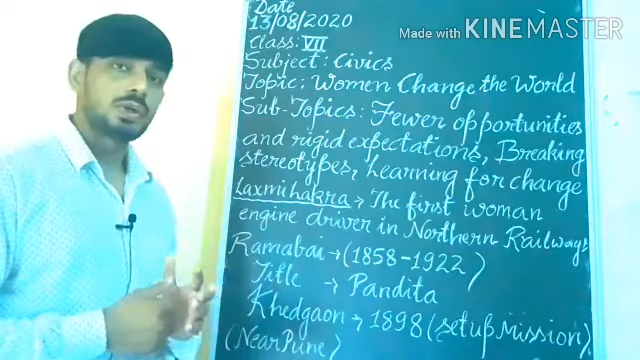 Date
13/08/2020
Made with KINEMASTER
Class: VII
Subject: Civics
Topic: Women Change the World
Sub-Topics: Fewer opportunities
and rigid expectations, Breaking
stereotypes, Learning for change
Laxmi hakra → The first woman
engine driver in Northern Railways
Ramabai → (1858-1922)
Title → Pandita
Khedgaon → 1898 (setup Mission).
(Near Pune)